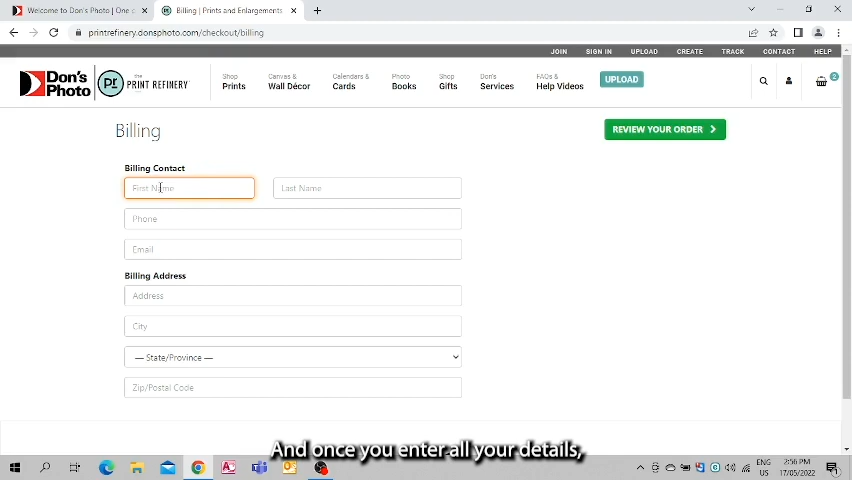 Welcome to Don's Photo | One c
Billing | Prints and Enlargements
printrefinery.donsphoto.com/checkout/billing
JOIN SIGN IN UPLOAD CREATE TRACK CONTACT HELP
Don's Photo
pr the PRINT REFINERY
Shop Prints
Canvas & Wall Décor
Calendars & Cards
Photo Books
Shop Gifts
Don's Services
FAQs & Help Videos
UPLOAD
2
Billing
REVIEW YOUR ORDER
Billing Contact
First Name
Last Name
Phone
Email
Billing Address
Address
City
— State/Province —
Zip/Postal Code
And once you enter all your details,
ENG
US
2:56 PM
17/05/2022
1